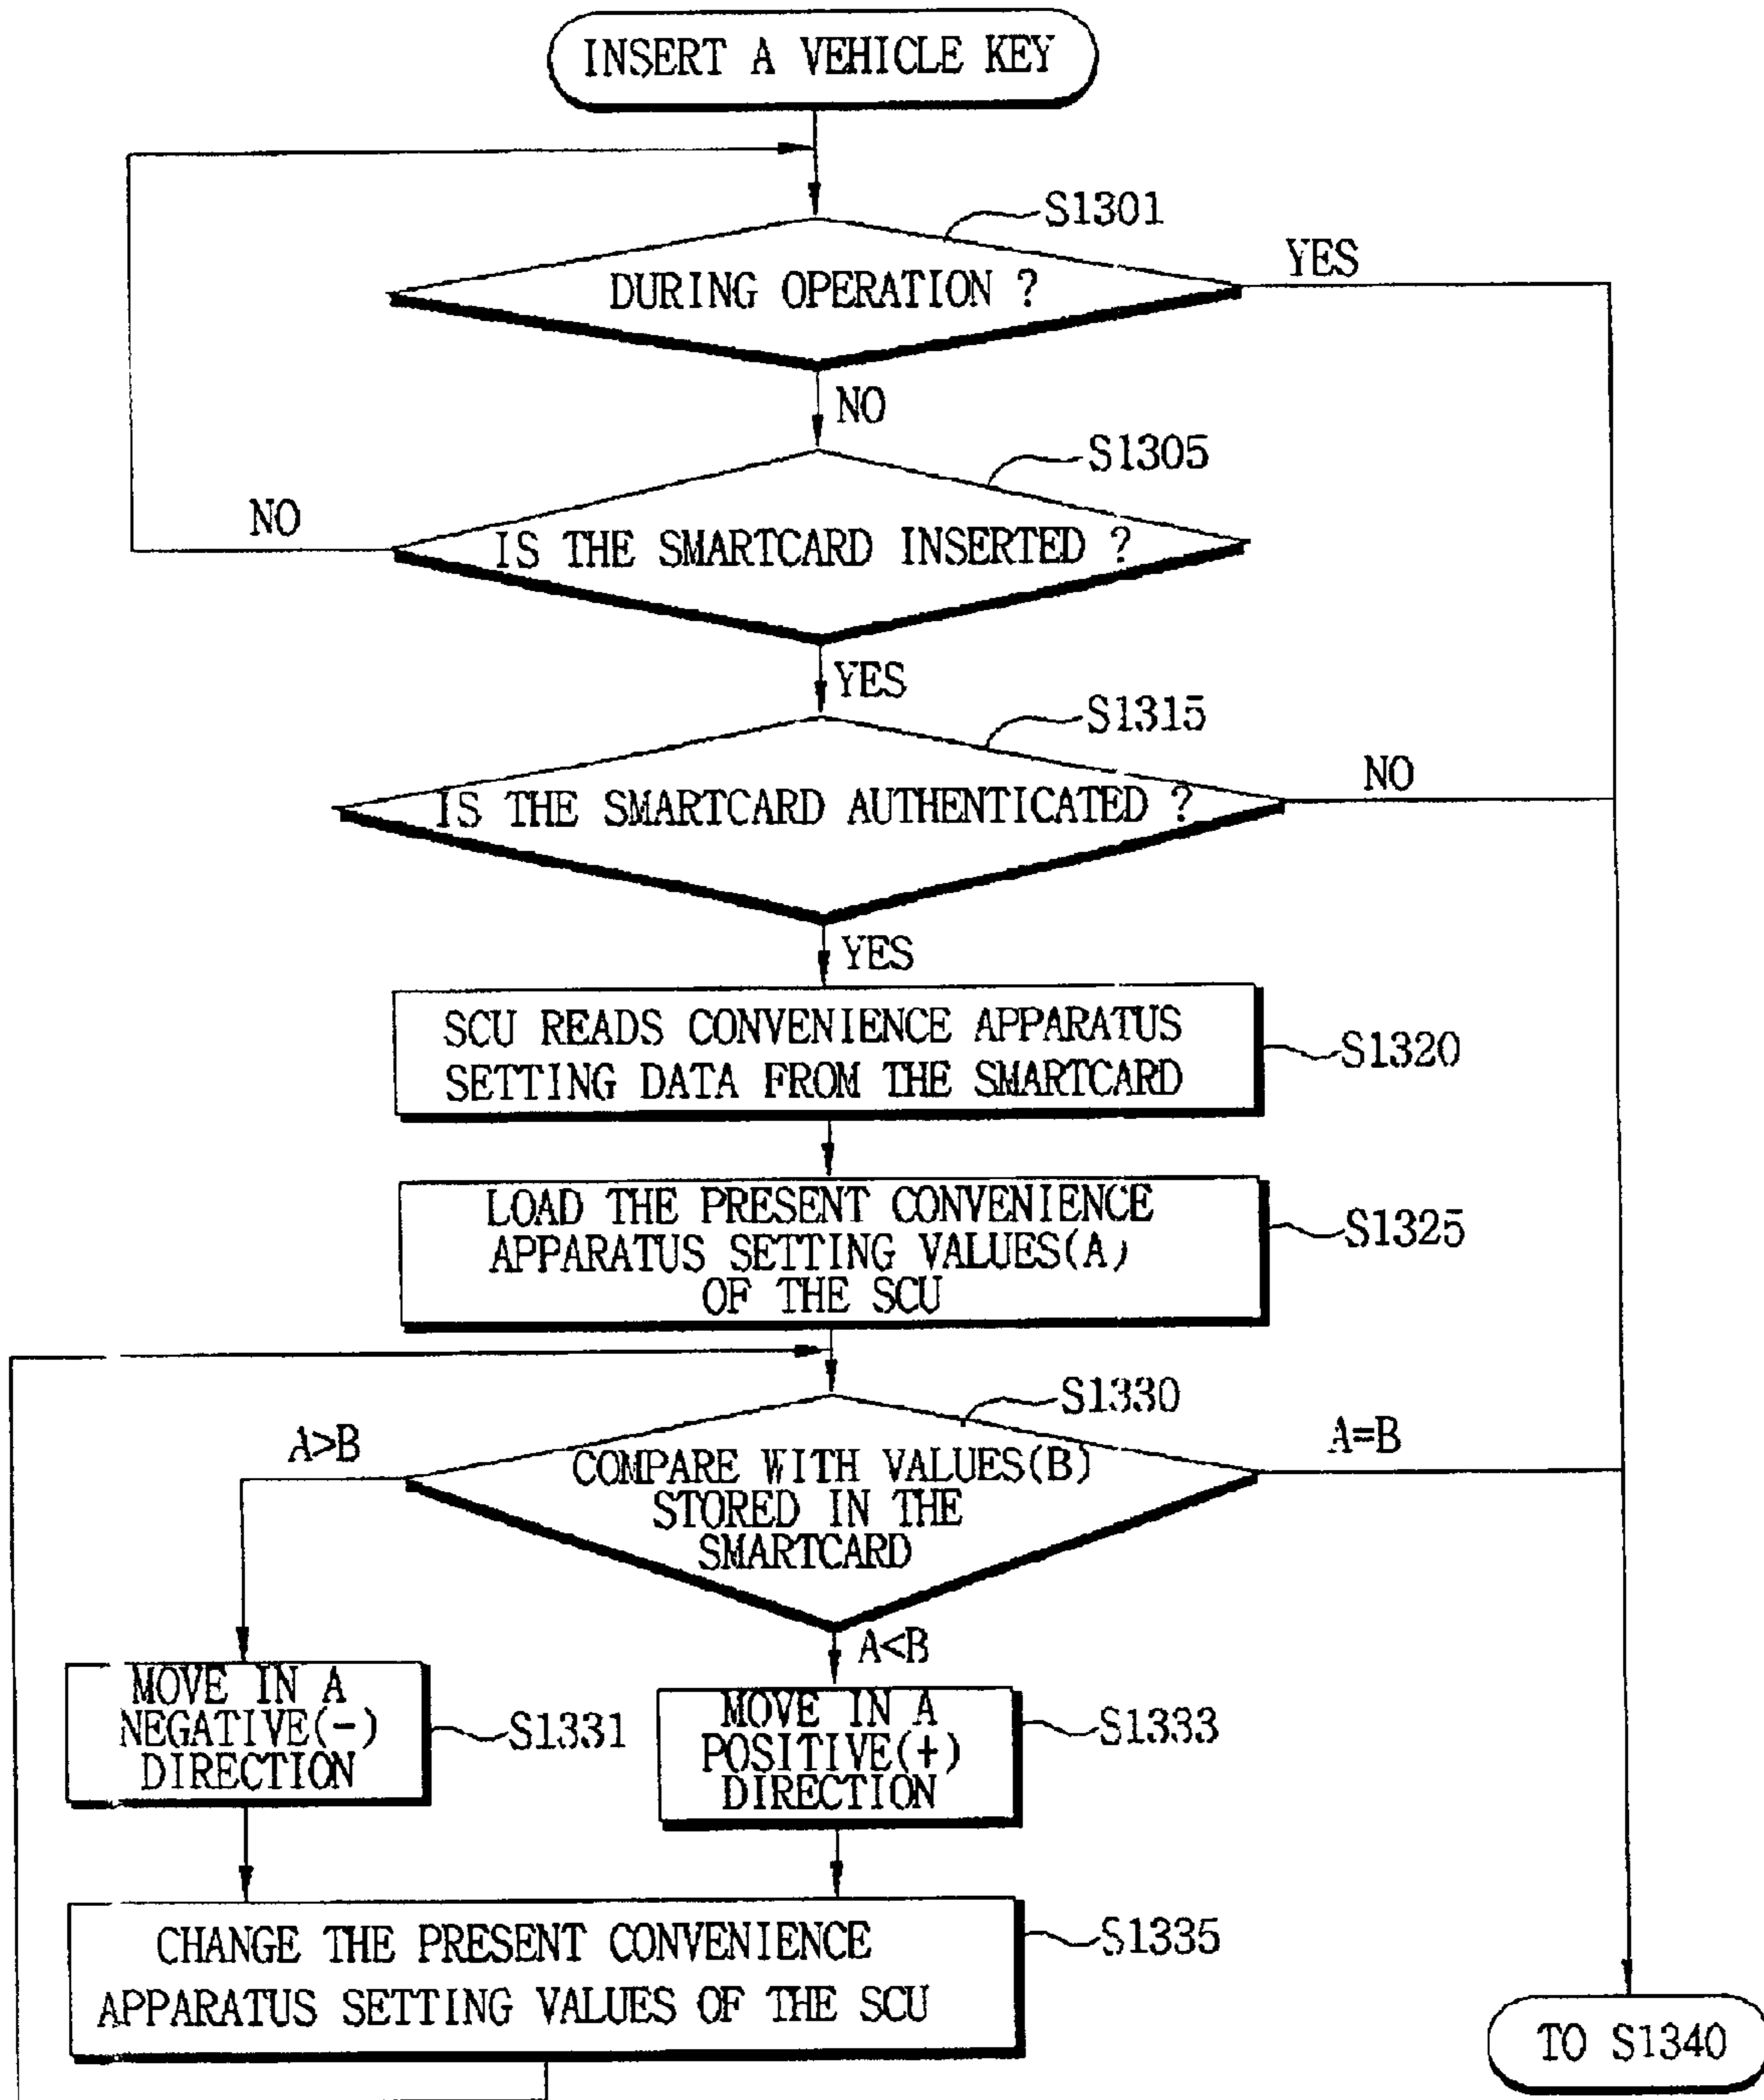 INSERT A VEHICLE KEY
S1301
YES
DURING OPERATION ?
NO
S1305
NO
IS THE SMARTCARD INSERTED ?
YES
S1315
NO
IS THE SMARTCARD AUTHENTICATED ?
YES
SCU READS CONVENIENCE APPARATUS
SETTING DATA FROM THE SMARTCARD
S1320
LOAD THE PRESENT CONVENIENCE
APPARATUS SETTING VALUES(A)
OF THE SCU
S1325
S1330
A>B
A=B
COMPARE WITH VALUES(B)
STORED IN THE
SMARTCARD
A<B
MOVE IN A
NEGATIVE(-)
DIRECTION
S1331
MOVE IN A
POSITIVE(+)
DIRECTION
S1333
CHANGE THE PRESENT CONVENIENCE
APPARATUS SETTING VALUES OF THE SCU
S1335
TO S1340